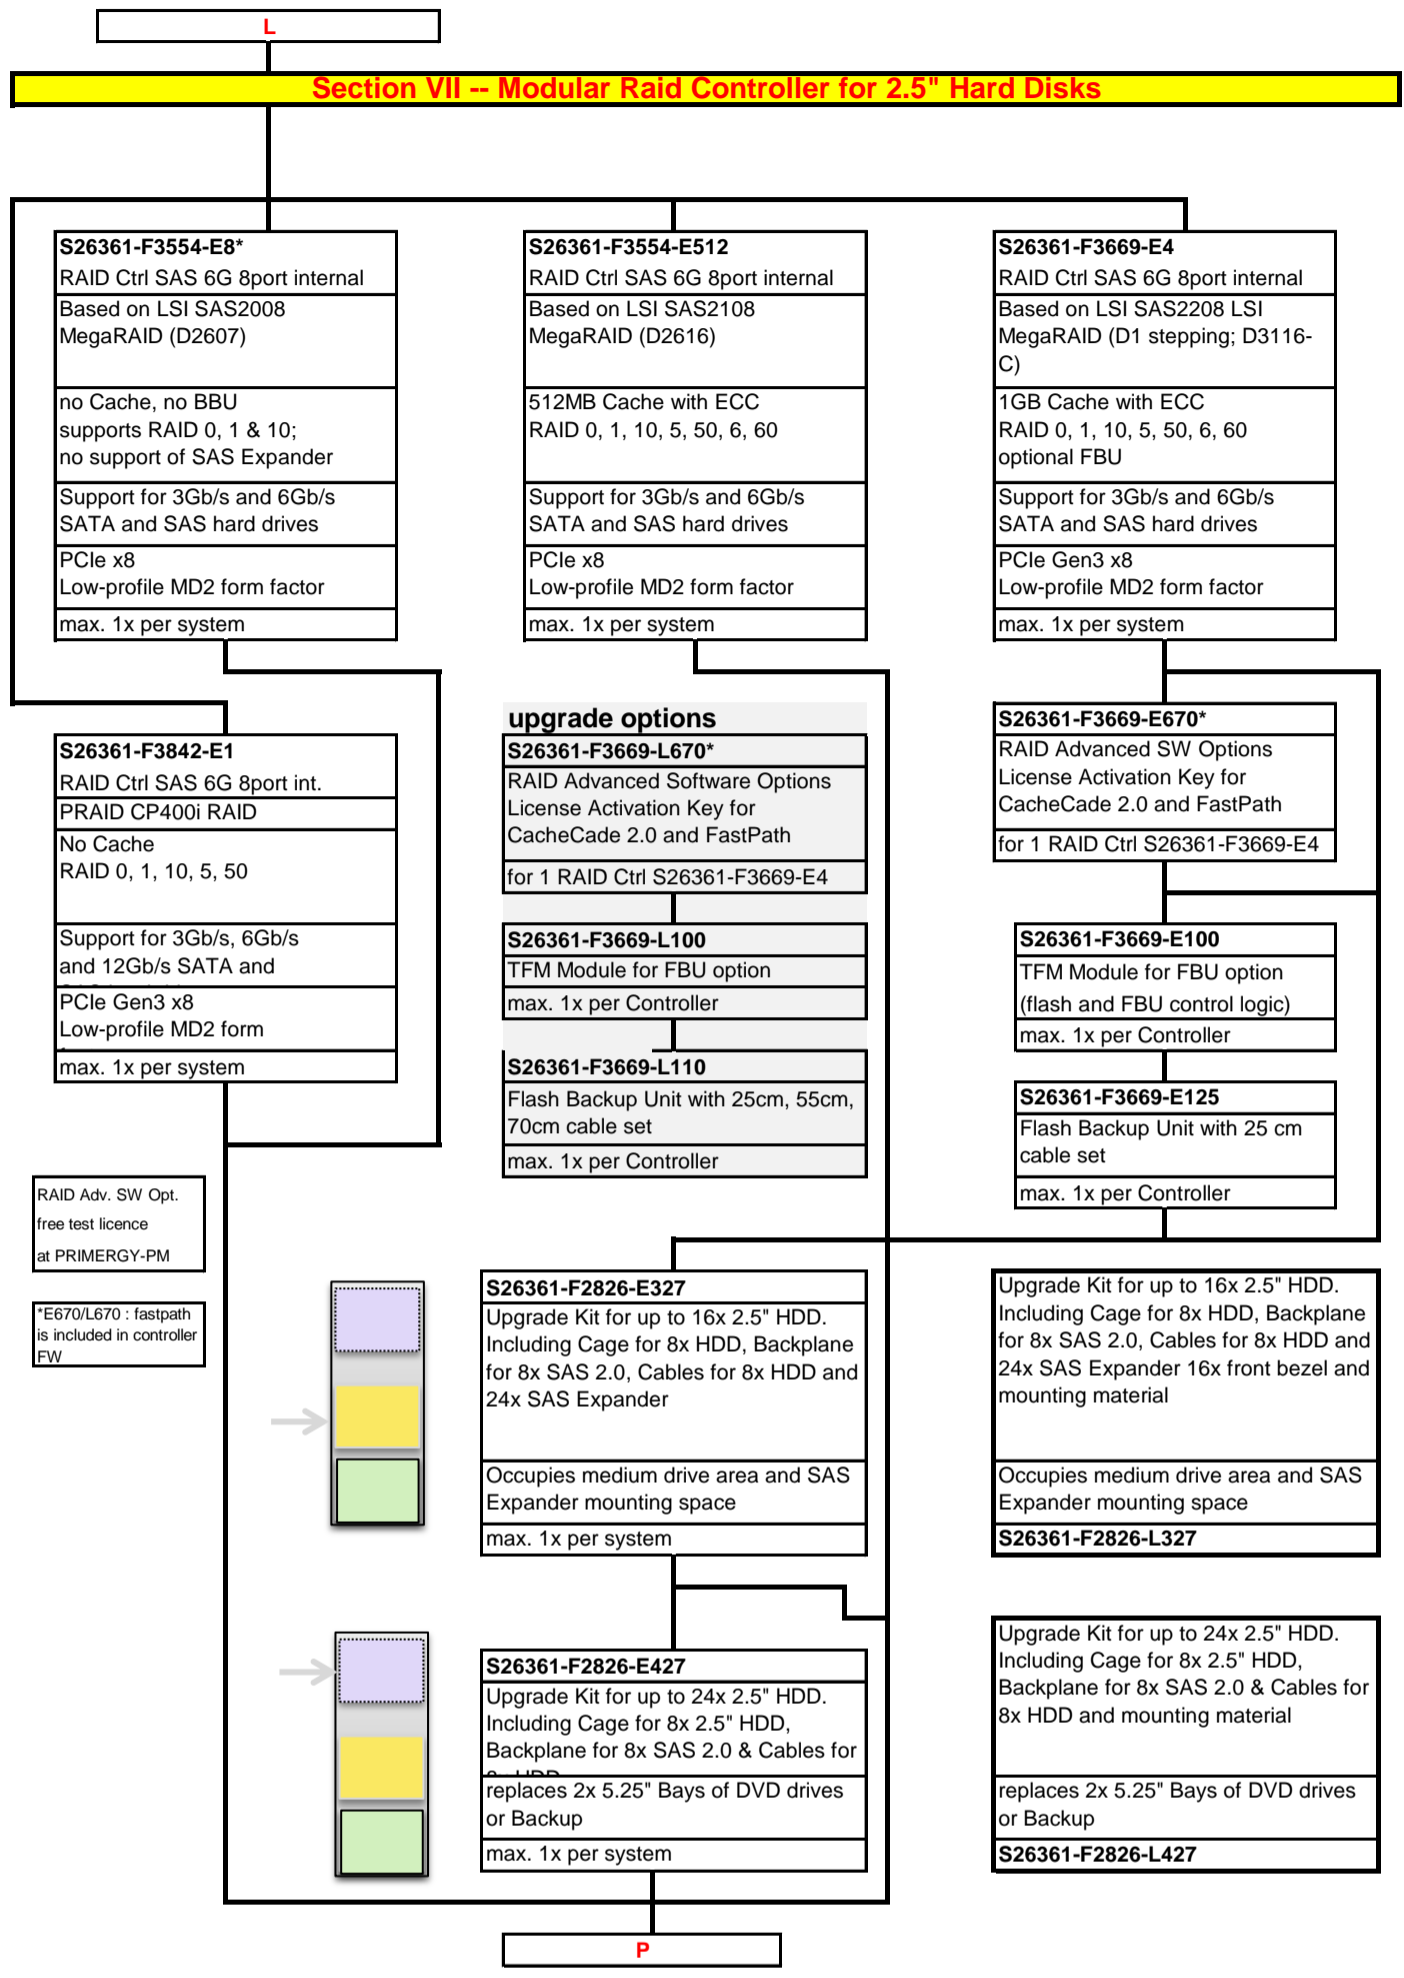 L
Section VII -- Modular Raid Controller for 2.5" Hard Disks
S26361-F3554-E8*
RAID Ctrl SAS 6G 8port internal
Based on LSI SAS2008
MegaRAID (D2607)
no Cache, no BBU
supports RAID 0, 1 & 10;
no support of SAS Expander
Support for 3Gb/s and 6Gb/s
SATA and SAS hard drives
PCIe x8
Low-profile MD2 form factor
max. 1x per system
S26361-F3554-E512
RAID Ctrl SAS 6G 8port internal
Based on LSI SAS2108
MegaRAID (D2616)
512MB Cache with ECC
RAID 0, 1, 10, 5, 50, 6, 60
Support for 3Gb/s and 6Gb/s
SATA and SAS hard drives
PCIe x8
Low-profile MD2 form factor
max. 1x per system
S26361-F3669-E4
RAID Ctrl SAS 6G 8port internal
Based on LSI SAS2208 LSI
MegaRAID (D1 stepping; D3116-
C)
1GB Cache with ECC
RAID 0, 1, 10, 5, 50, 6, 60
optional FBU
Support for 3Gb/s and 6Gb/s
SATA and SAS hard drives
PCIe Gen3 x8
Low-profile MD2 form factor
max. 1x per system
S26361-F3842-E1
RAID Ctrl SAS 6G 8port int.
PRAID CP400i RAID
No Cache
RAID 0, 1, 10, 5, 50
Support for 3Gb/s, 6Gb/s
and 12Gb/s SATA and
PCIe Gen3 x8
Low-profile MD2 form
max. 1x per system
upgrade options
S26361-F3669-L670*
RAID Advanced Software Options
License Activation Key for
CacheCade 2.0 and FastPath
for 1 RAID Ctrl S26361-F3669-E4
S26361-F3669-L100
TFM Module for FBU option
max. 1x per Controller
S26361-F3669-L110
Flash Backup Unit with 25cm, 55cm,
70cm cable set
max. 1x per Controller
S26361-F3669-E670*
RAID Advanced SW Options
License Activation Key for
CacheCade 2.0 and FastPath
for 1 RAID Ctrl S26361-F3669-E4
S26361-F3669-E100
TFM Module for FBU option
(flash and FBU control logic)
max. 1x per Controller
S26361-F3669-E125
Flash Backup Unit with 25 cm
cable set
max. 1x per Controller
RAID Adv. SW Opt.
free test licence
at PRIMERGY-PM
*E670/L670 : fastpath
is included in controller
FW
S26361-F2826-E327
Upgrade Kit for up to 16x 2.5" HDD.
Including Cage for 8x HDD, Backplane
for 8x SAS 2.0, Cables for 8x HDD and
24x SAS Expander
Occupies medium drive area and SAS
Expander mounting space
max. 1x per system
Upgrade Kit for up to 16x 2.5" HDD.
Including Cage for 8x HDD, Backplane
for 8x SAS 2.0, Cables for 8x HDD and
24x SAS Expander 16x front bezel and
mounting material
Occupies medium drive area and SAS
Expander mounting space
S26361-F2826-L327
S26361-F2826-E427
Upgrade Kit for up to 24x 2.5" HDD.
Including Cage for 8x 2.5" HDD,
Backplane for 8x SAS 2.0 & Cables for
replaces 2x 5.25" Bays of DVD drives
or Backup
max. 1x per system
Upgrade Kit for up to 24x 2.5" HDD.
Including Cage for 8x 2.5" HDD,
Backplane for 8x SAS 2.0 & Cables for
8x HDD and mounting material
replaces 2x 5.25" Bays of DVD drives
or Backup
S26361-F2826-L427
P